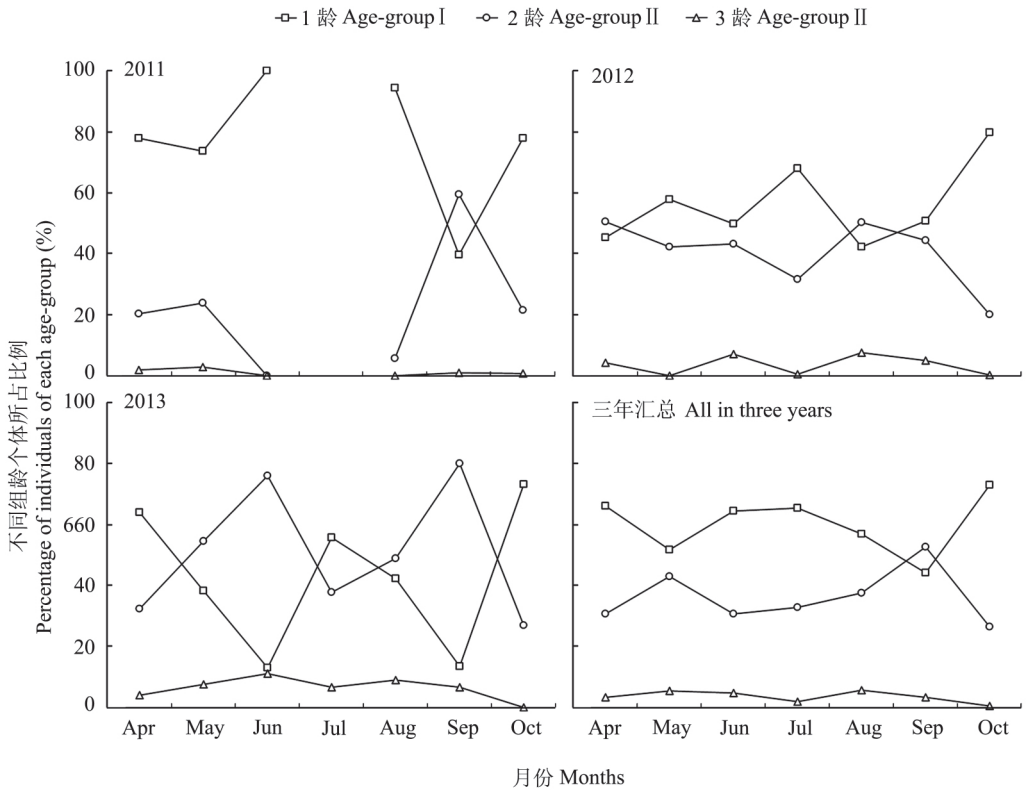 1 龄 Age-group Ⅰ 2 龄 Age-group Ⅱ 3 龄 Age-group Ⅱ
不同组龄个体所占比例
Percentage of individuals of each age-group (%)
2011
100
80
60
40
20
0
2012
2013
100
80
660
40
20
0
Apr May Jun Jul Aug Sep Oct
三年汇总 All in three years
Apr May Jun Jul Aug Sep Oct
月份 Months